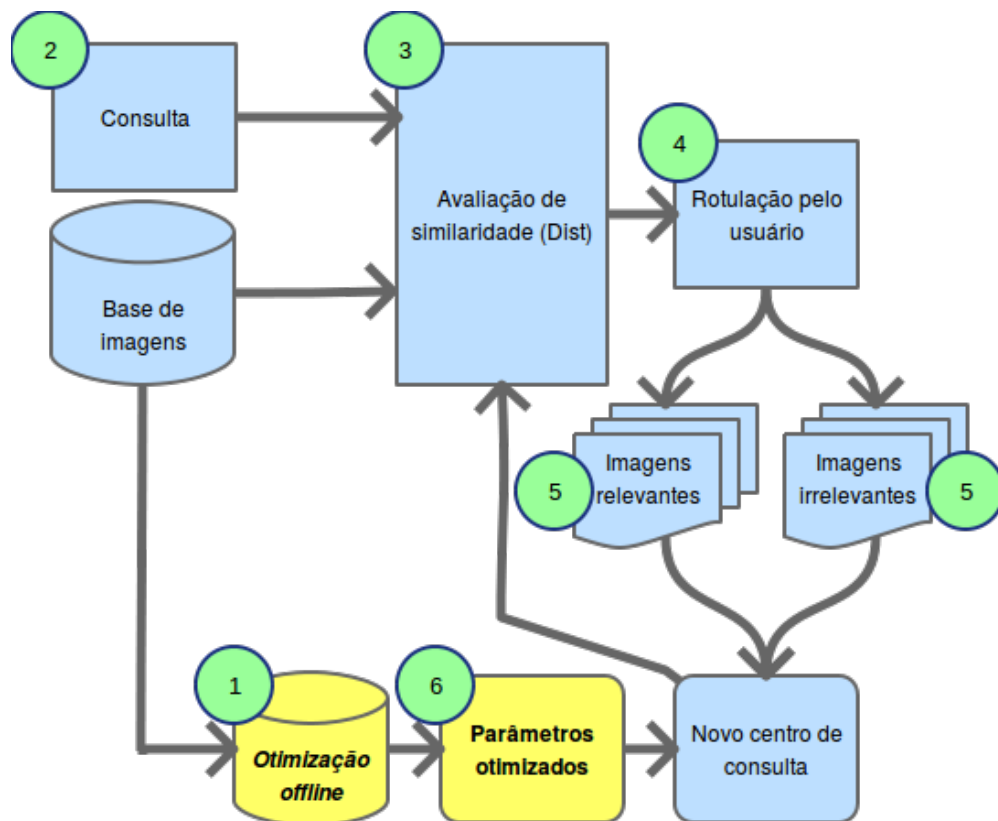 2
Consulta
3
Avaliação de
similaridade (Dist)
4
Rotulação pelo
usuário
Base de
imagens
5
Imagens
relevantes
Imagens
irrelevantes
5
1
Otimização
offline
6
Parâmetros
otimizados
Novo centro de
consulta